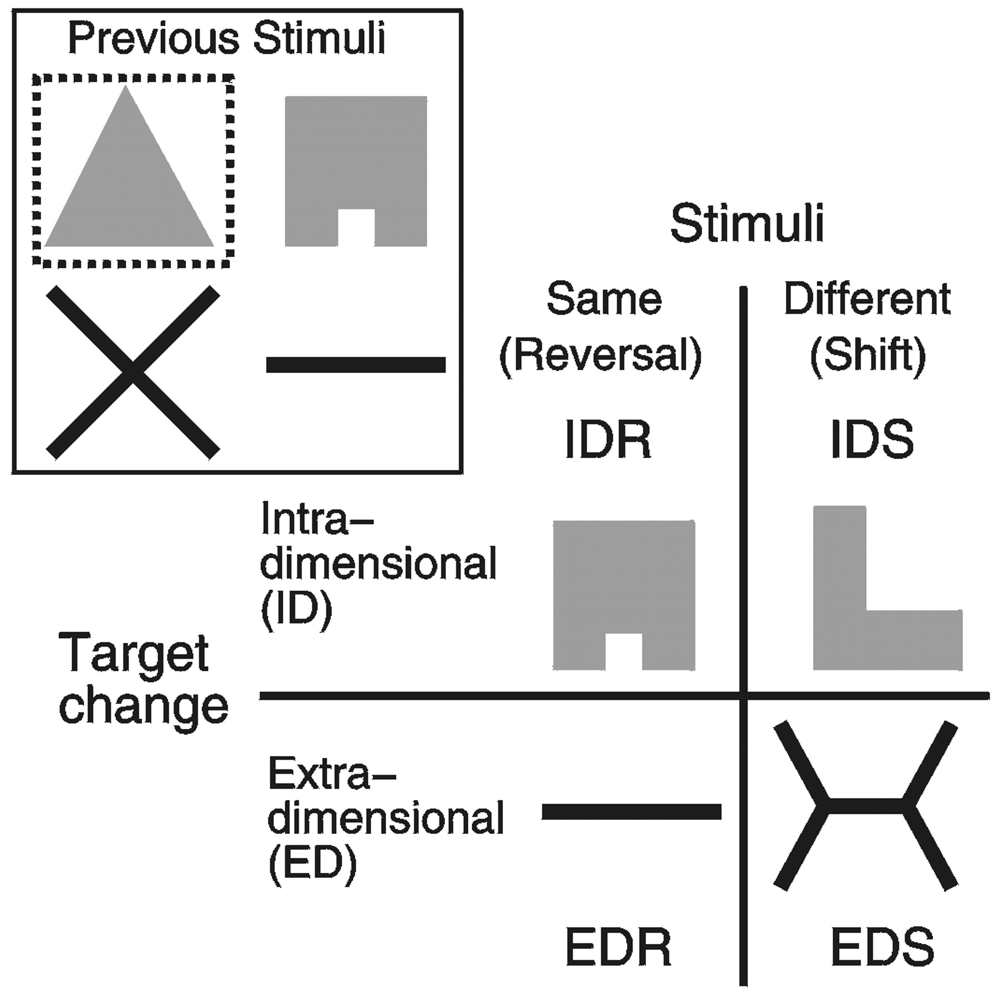 Previous Stimuli
Stimuli
Same
(Reversal)
Different
(Shift)
IDR
IDS
Intra–
dimensional
(ID)
Target
change
Extra–
dimensional
(ED)
EDR
EDS